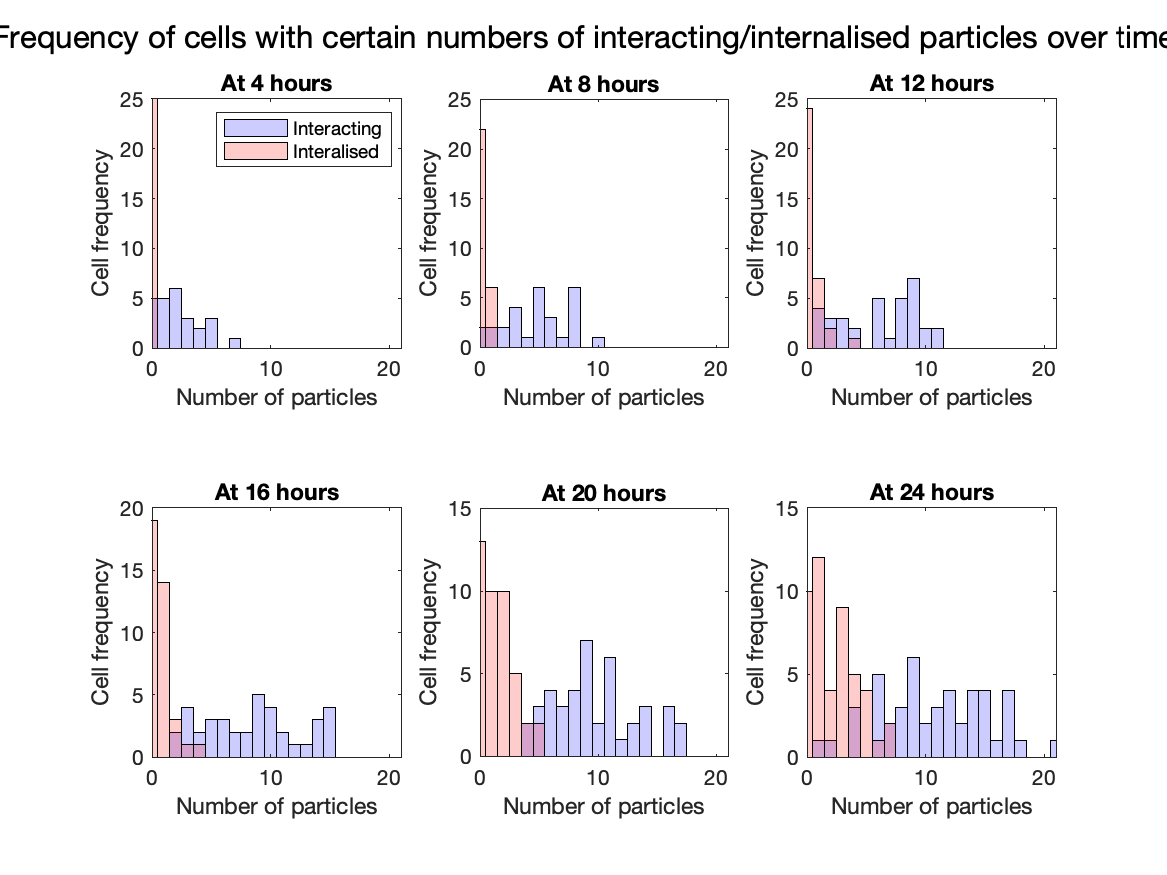 Frequency of cells with certain numbers of interacting/internalised particles over time
At 4 hours
25
20
15
10
5
0
Cell frequency
Interacting
Interalised
0 10 20
Number of particles
At 8 hours
25
20
15
10
5
0
Cell frequency
0 10 20
Number of particles
At 12 hours
25
20
15
10
5
0
Cell frequency
0 10 20
Number of particles
At 16 hours
20
15
10
5
0
Cell frequency
0 10 20
Number of particles
At 20 hours
15
10
5
0
Cell frequency
0 10 20
Number of particles
At 24 hours
15
10
5
0
Cell frequency
0 10 20
Number of particles